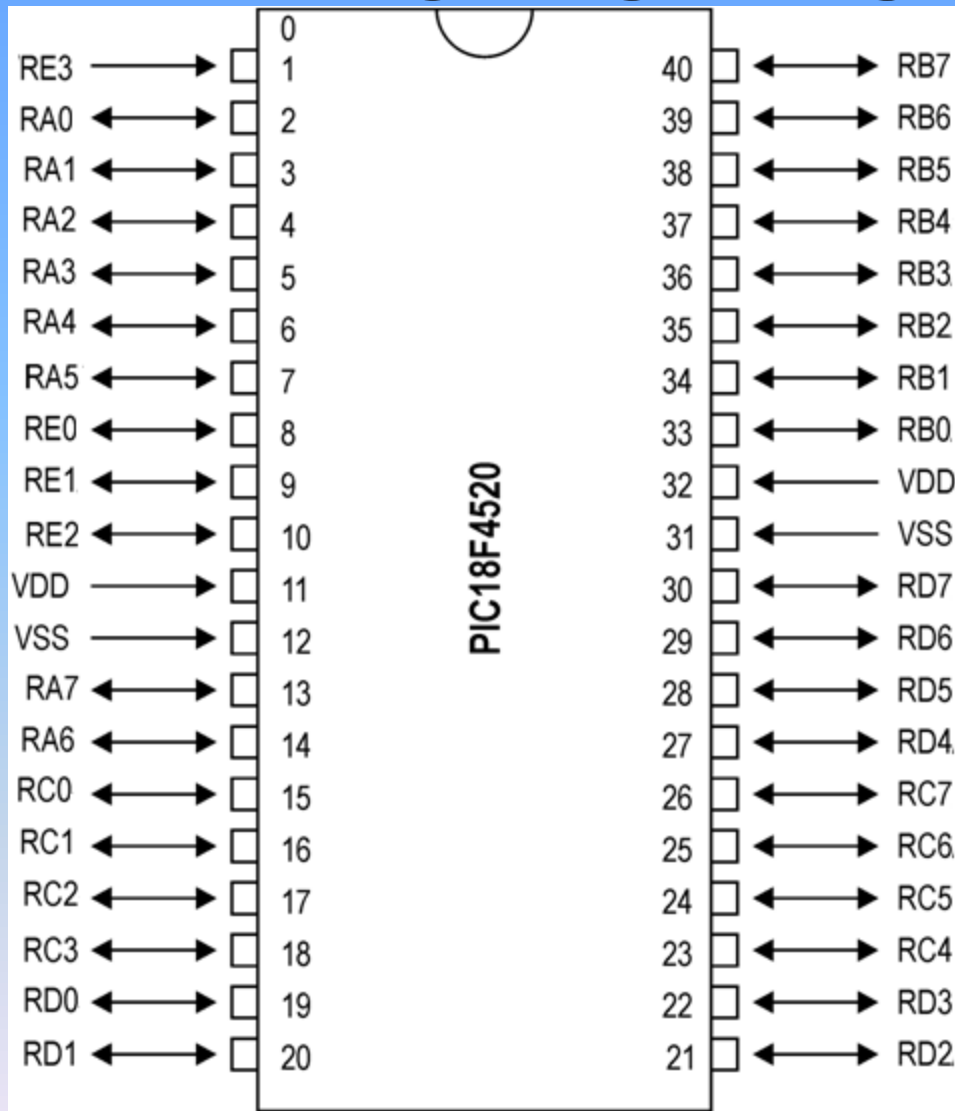 0
RE3 1 40 RB7
RA0 2 39 RB6
RA1 3 38 RB5
RA2 4 37 RB4
RA3 5 36 RB3
RA4 6 35 RB2
RA5 7 34 RB1
RE0 8 33 RB0
RE1 9 32 VDD
RE2 10 31 VSS
VDD 11 30 RD7
VSS 12 29 RD6
RA7 13 28 RD5
RA6 14 27 RD4
RC0 15 26 RC7
RC1 16 25 RC6
RC2 17 24 RC5
RC3 18 23 RC4
RD0 19 22 RD3
RD1 20 21 RD2
PIC18F4520